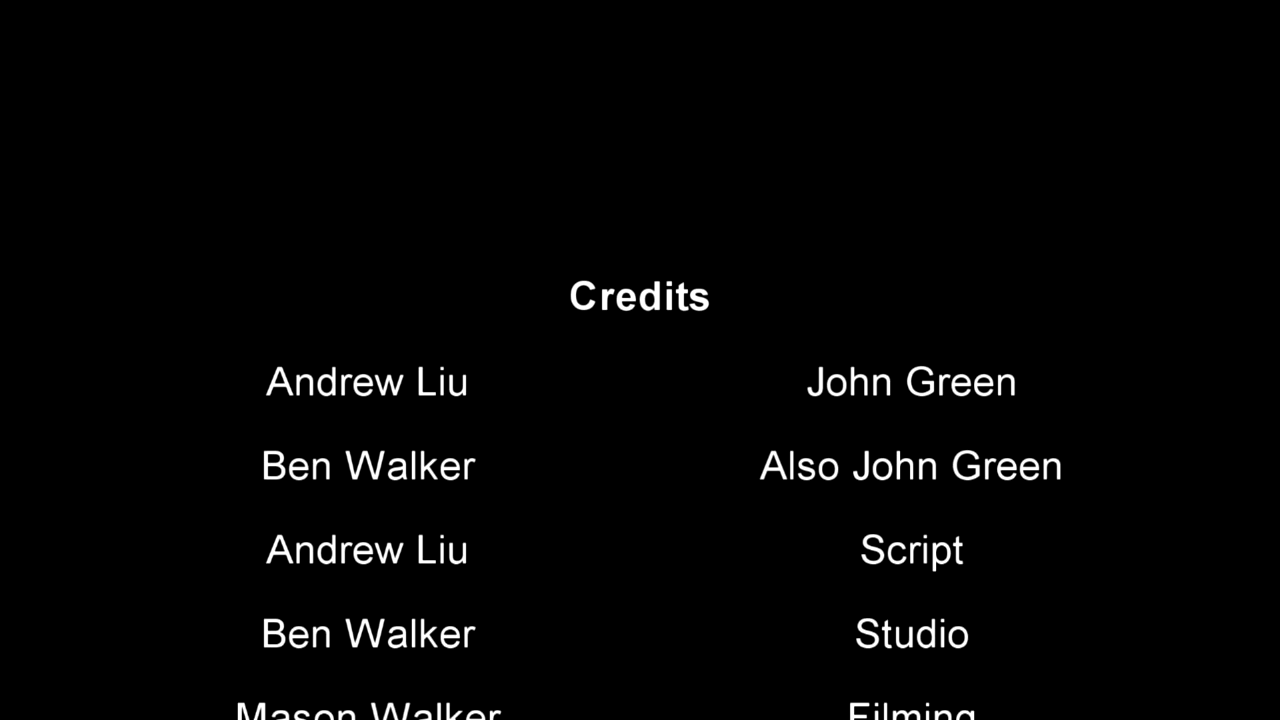 Credits
Andrew Liu John Green
Ben Walker Also John Green
Andrew Liu Script
Ben Walker Studio
Mason Walker Filming